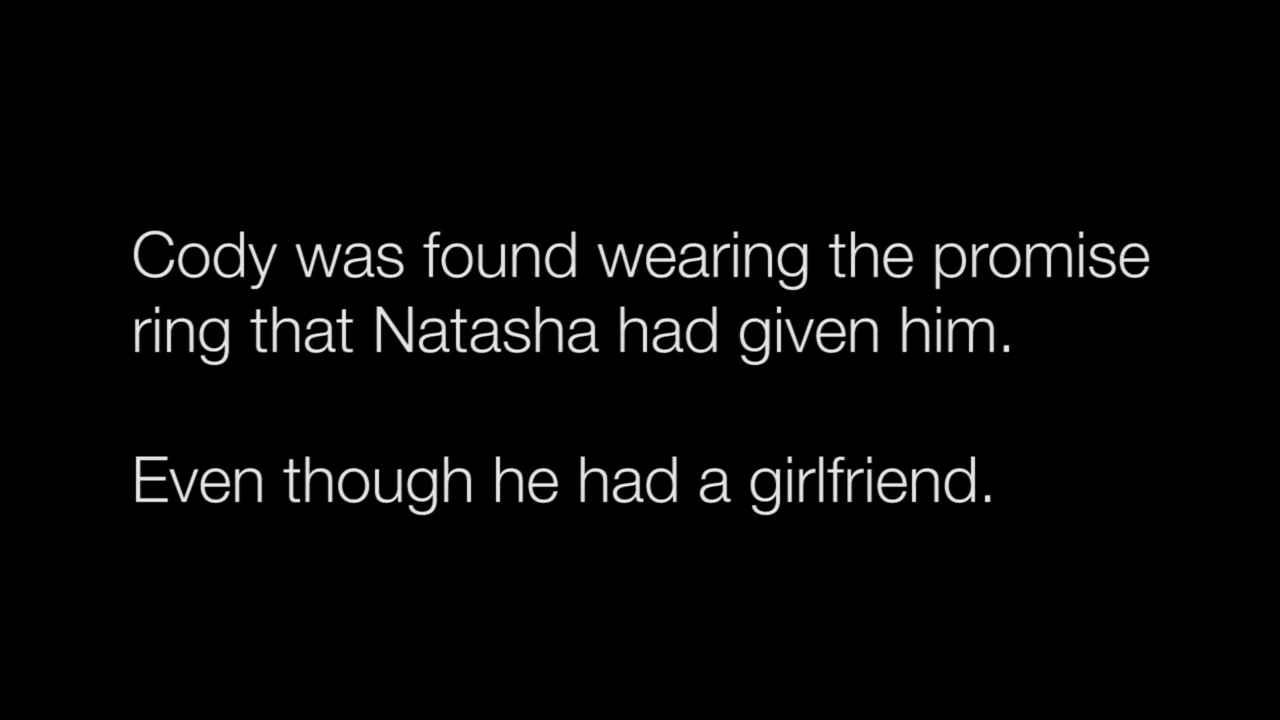 Cody was found wearing the promise
ring that Natasha had given him.
Even though he had a girlfriend.